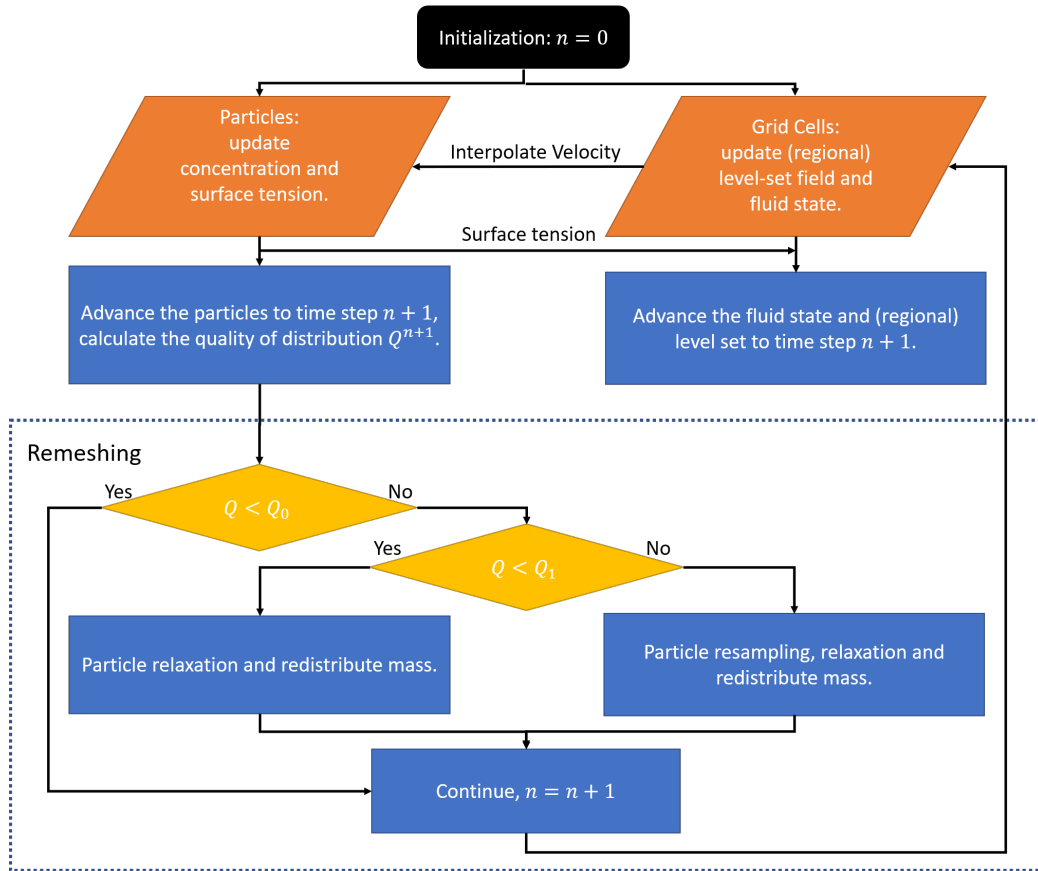 Initialization: n = 0
Particles:
update
concentration and
surface tension.
Interpolate Velocity
Grid Cells:
update (regional)
level-set field and
fluid state.
Surface tension
Advance the particles to time step n + 1,
calculate the quality of distribution Qⁿ⁺¹.
Advance the fluid state and (regional)
level set to time step n + 1.
Remeshing
Yes
Q < Q₀
No
Yes
Q < Q₁
No
Particle relaxation and redistribute mass.
Particle resampling, relaxation and
redistribute mass.
Continue, n = n + 1